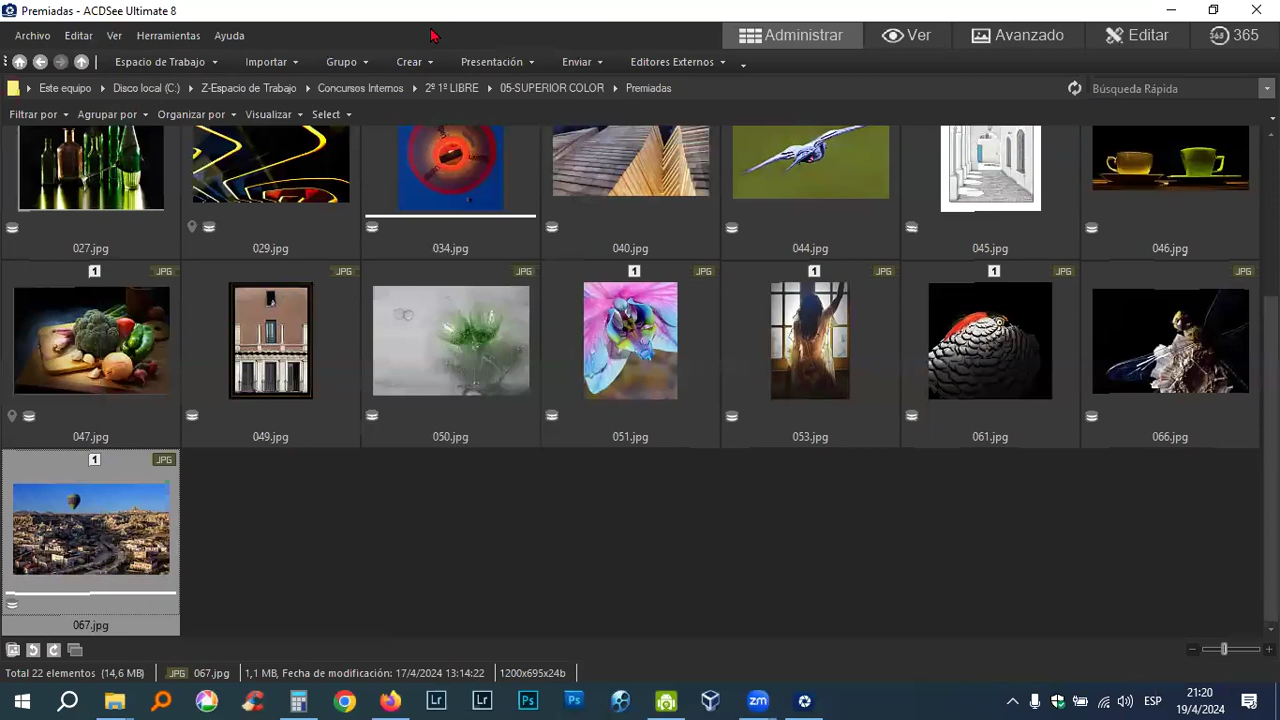 Premiadas - ACDSee Ultimate 8
Archivo Editar Ver Herramientas Ayuda
Administrar Ver Avanzado Editar 365 365
Espacio de Trabajo Importar Grupo Crear Presentación Enviar Editores Externos
Este equipo Disco local (C:) Z-Espacio de Trabajo Concursos Internos 2º 1º LIBRE 05-SUPERIOR COLOR Premiadas
Búsqueda Rápida
Filtrar por Agrupar por Organizar por Visualizar Select
027.jpg 029.jpg 034.jpg 040.jpg 044.jpg 045.jpg 046.jpg
1 JPG JPG JPG 1 JPG 1 JPG 1 JPG JPG
047.jpg 049.jpg 050.jpg 051.jpg 053.jpg 061.jpg 066.jpg
1 JPG
067.jpg
Total 22 elementos (14,6 MB) JPG 067.jpg 1,1 MB, Fecha de modificación: 17/4/2024 13:14:22 1200x695x24b
Lr Lr Ps Ps zm ESP 21:20
19/4/2024